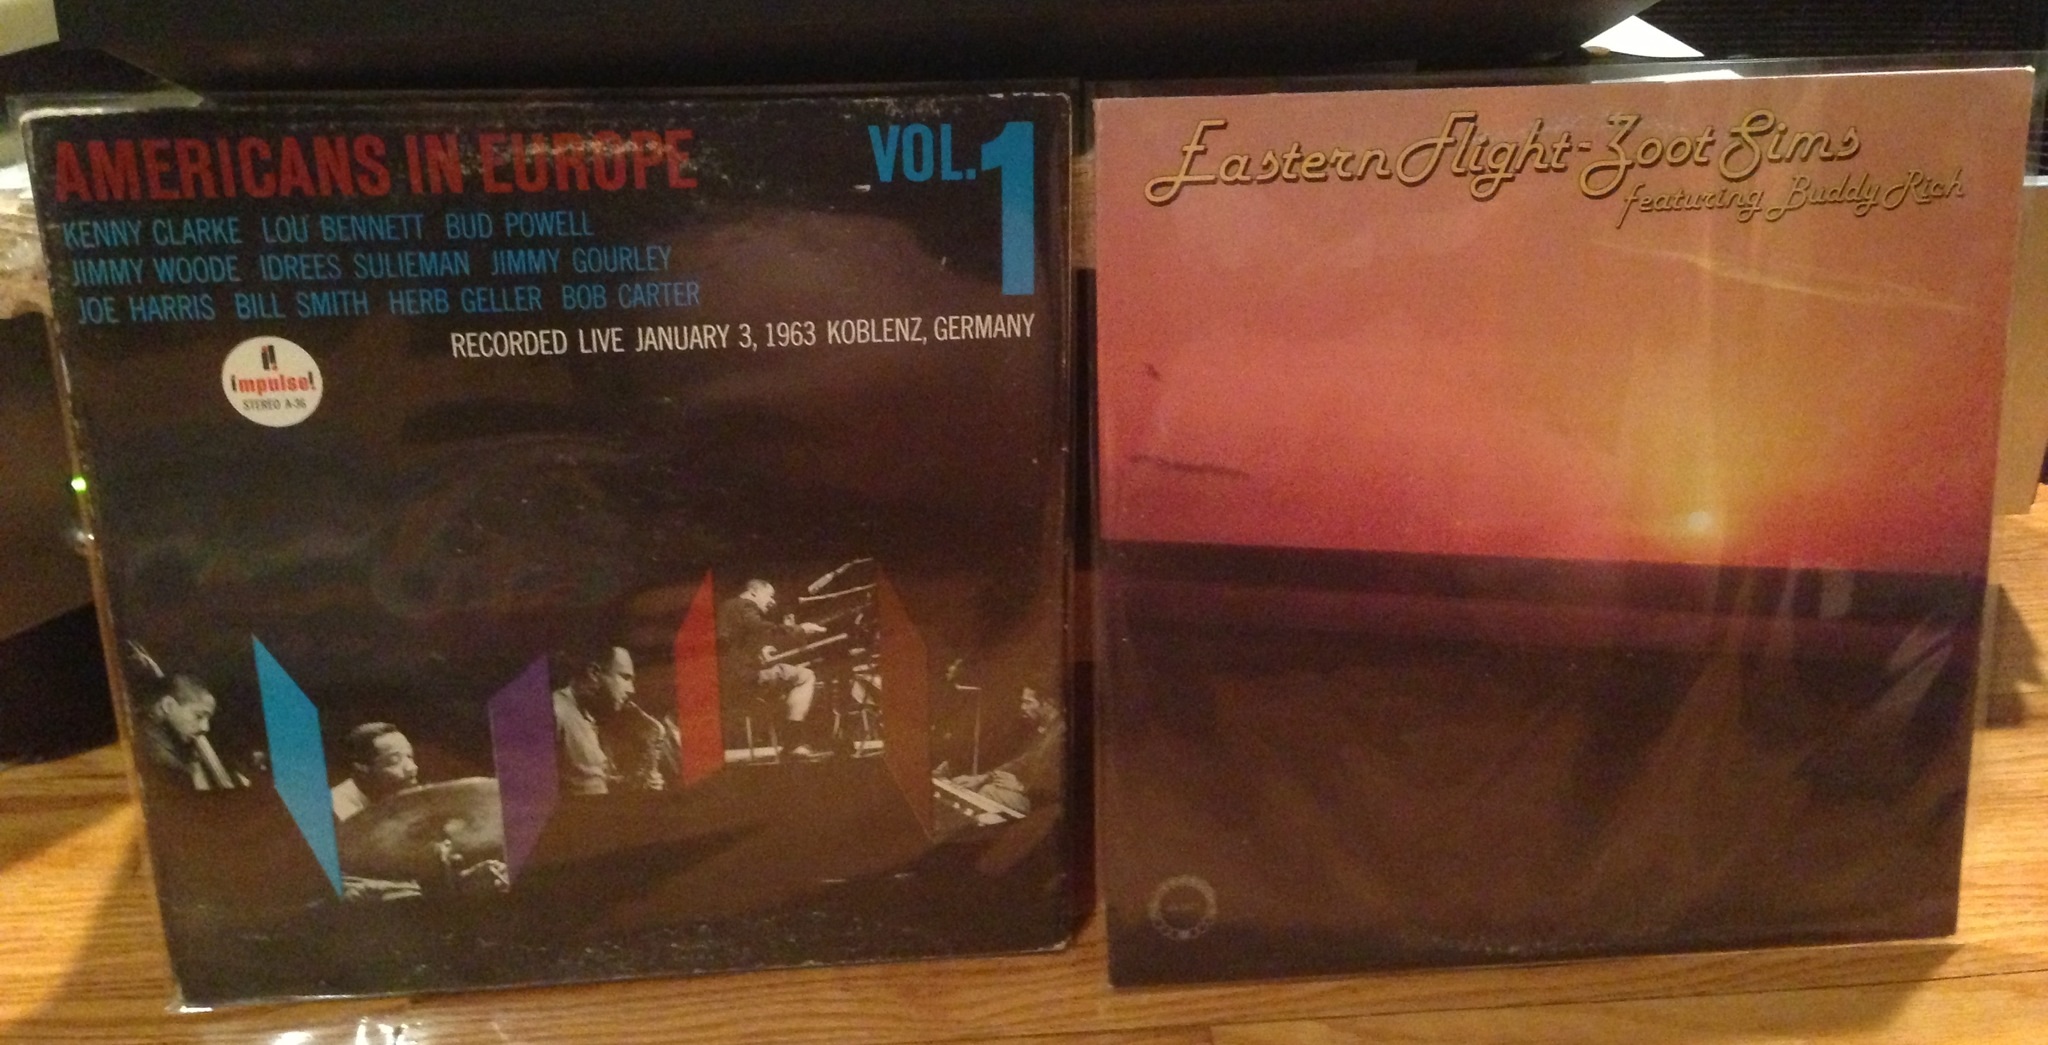 AMERICANS IN EUROPE
VOL.1
KENNY CLARKE LOU BENNETT BUD POWELL
JIMMY WOODE IDREES SULIEMAN JIMMY GOURLEY
JOE HARRIS BILL SMITH HERB GELLER BOB CARTER
RECORDED LIVE JANUARY 3, 1963 KOBLENZ, GERMANY
impulse!
STEREO A-36
Eastern Flight-Zoot Sims
featuring Buddy Rich